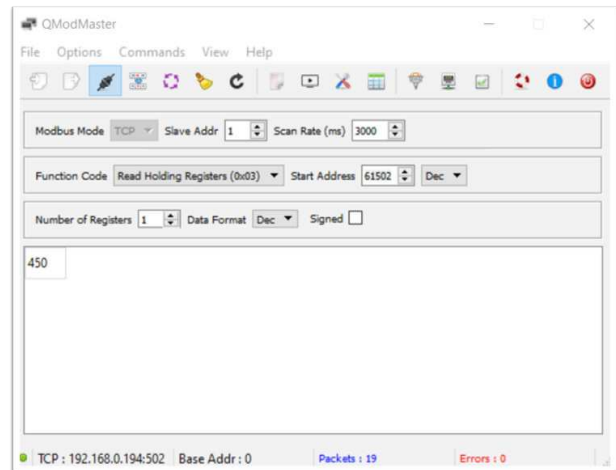 QModMaster
File Options Commands View Help
Modbus Mode TCP Slave Addr 1 Scan Rate (ms) 3000
Function Code Read Holding Registers (0x03) Start Address 61502 Dec
Number of Registers 1 Data Format Dec Signed
450
TCP : 192.168.0.194:502 Base Addr : 0 Packets : 19 Errors : 0